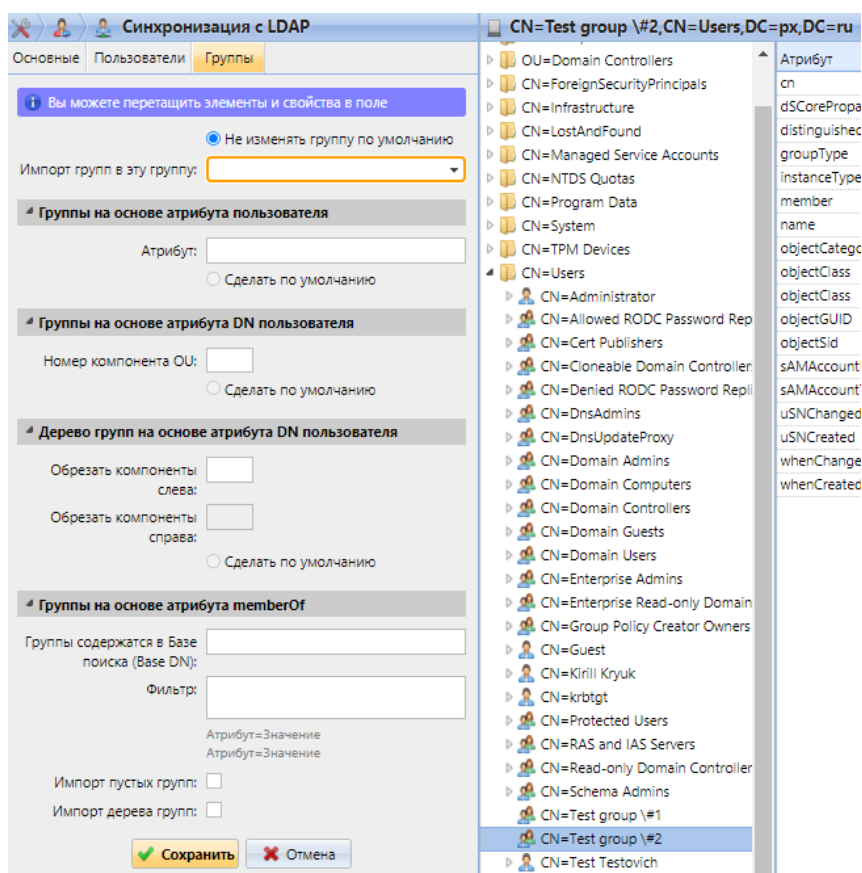 Синхронизация с LDAP
Основные Пользователи Группы
Вы можете перетащить элементы и свойства в поле
Не изменять группу по умолчанию
Импорт групп в эту группу:
Группы на основе атрибута пользователя
Атрибут:
Сделать по умолчанию
Группы на основе атрибута DN пользователя
Номер компонента OU:
Сделать по умолчанию
Дерево групп на основе атрибута DN пользователя
Обрезать компоненты
слева:
Обрезать компоненты
справа:
Сделать по умолчанию
Группы на основе атрибута memberOf
Группы содержатся в Базе
поиска (Base DN):
Фильтр:
Атрибут=Значение
Атрибут=Значение
Импорт пустых групп:
Импорт дерева групп:
Сохранить Отмена
CN=Test group \#2,CN=Users,DC=px,DC=ru
OU=Domain Controllers
CN=ForeignSecurityPrincipals
CN=Infrastructure
CN=LostAndFound
CN=Managed Service Accounts
CN=NTDS Quotas
CN=Program Data
CN=System
CN=TPM Devices
CN=Users
CN=Administrator
CN=Allowed RODC Password Rep
CN=Cert Publishers
CN=Cloneable Domain Controller
CN=Denied RODC Password Repli
CN=DnsAdmins
CN=DnsUpdateProxy
CN=Domain Admins
CN=Domain Computers
CN=Domain Controllers
CN=Domain Guests
CN=Domain Users
CN=Enterprise Admins
CN=Enterprise Read-only Domain
CN=Group Policy Creator Owners
CN=Guest
CN=Kirill Kryuk
CN=krbtgt
CN=Protected Users
CN=RAS and IAS Servers
CN=Read-only Domain Controller
CN=Schema Admins
CN=Test group \#1
CN=Test group \#2
CN=Test Testovich
Атрибут
cn
dSCorePropa
distinguished
groupType
instanceType
member
name
objectCatego
objectClass
objectClass
objectGUID
objectSid
sAMAccount
sAMAccount
uSNChanged
uSNCreated
whenChange
whenCreated